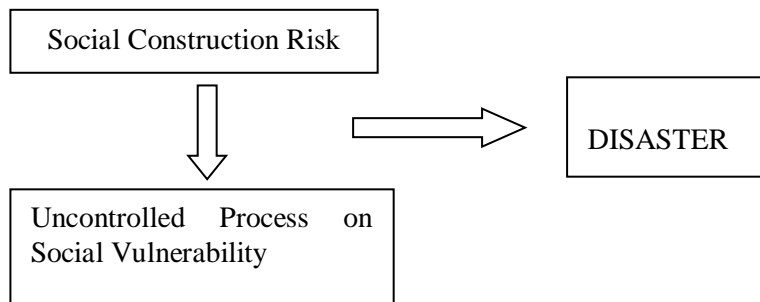 Social Construction Risk
DISASTER
Uncontrolled Process on
Social Vulnerability